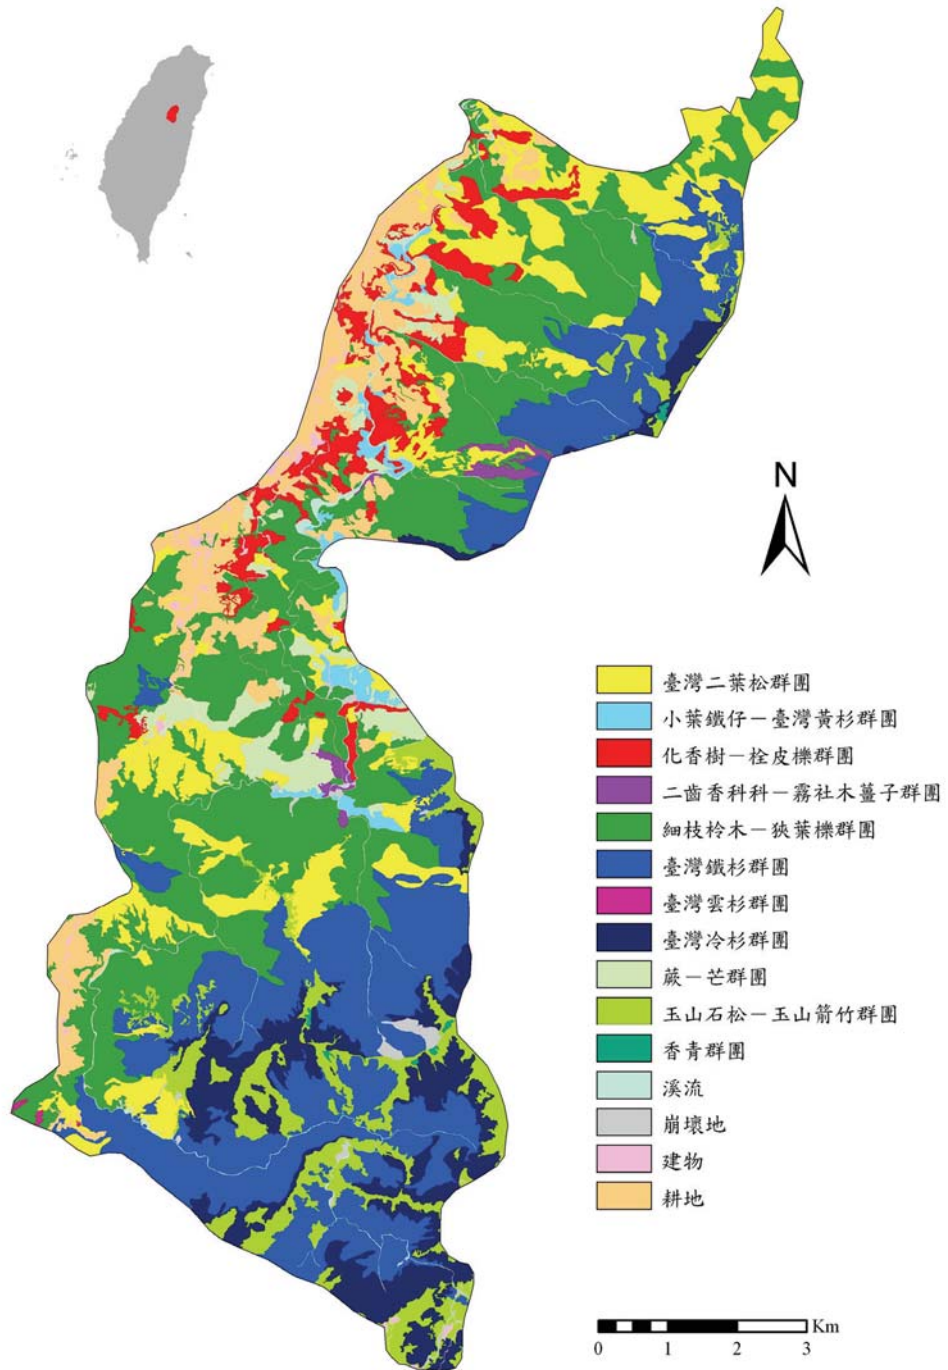 N
臺灣二葉松群團
小葉鐵仔－臺灣黃杉群團
化香樹－栓皮櫟群團
二齒香科科－霧社木薑子群團
細枝柃木－狹葉櫟群團
臺灣鐵杉群團
臺灣雲杉群團
臺灣冷杉群團
蕨－芒群團
玉山石松－玉山箭竹群團
香青群團
溪流
崩壞地
建物
耕地
Km
0 1 2 3